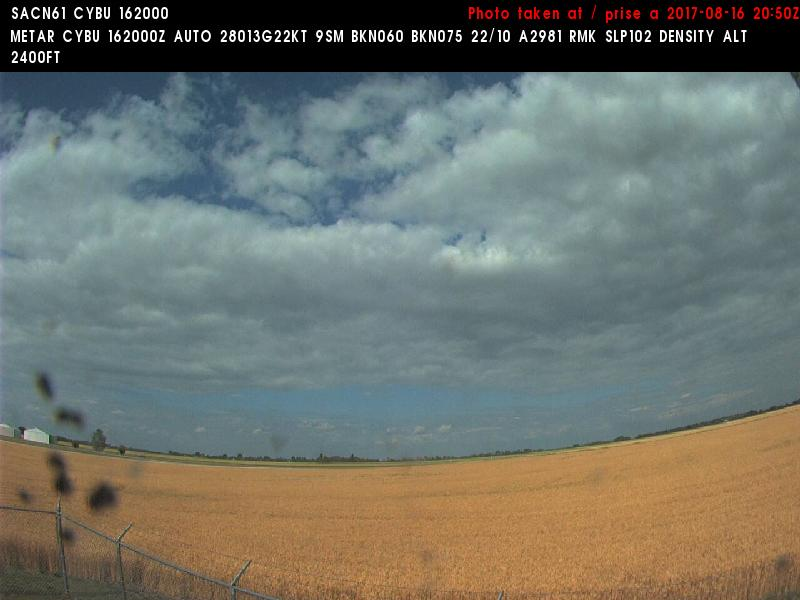 SACN61 CYBU 162000
Photo taken at / prise a 2017-08-16 20:50Z
METAR CYBU 162000Z AUTO 28013G22KT 9SM BKN060 BKN075 22/10 A2981 RMK SLP102 DENSITY ALT
2400FT